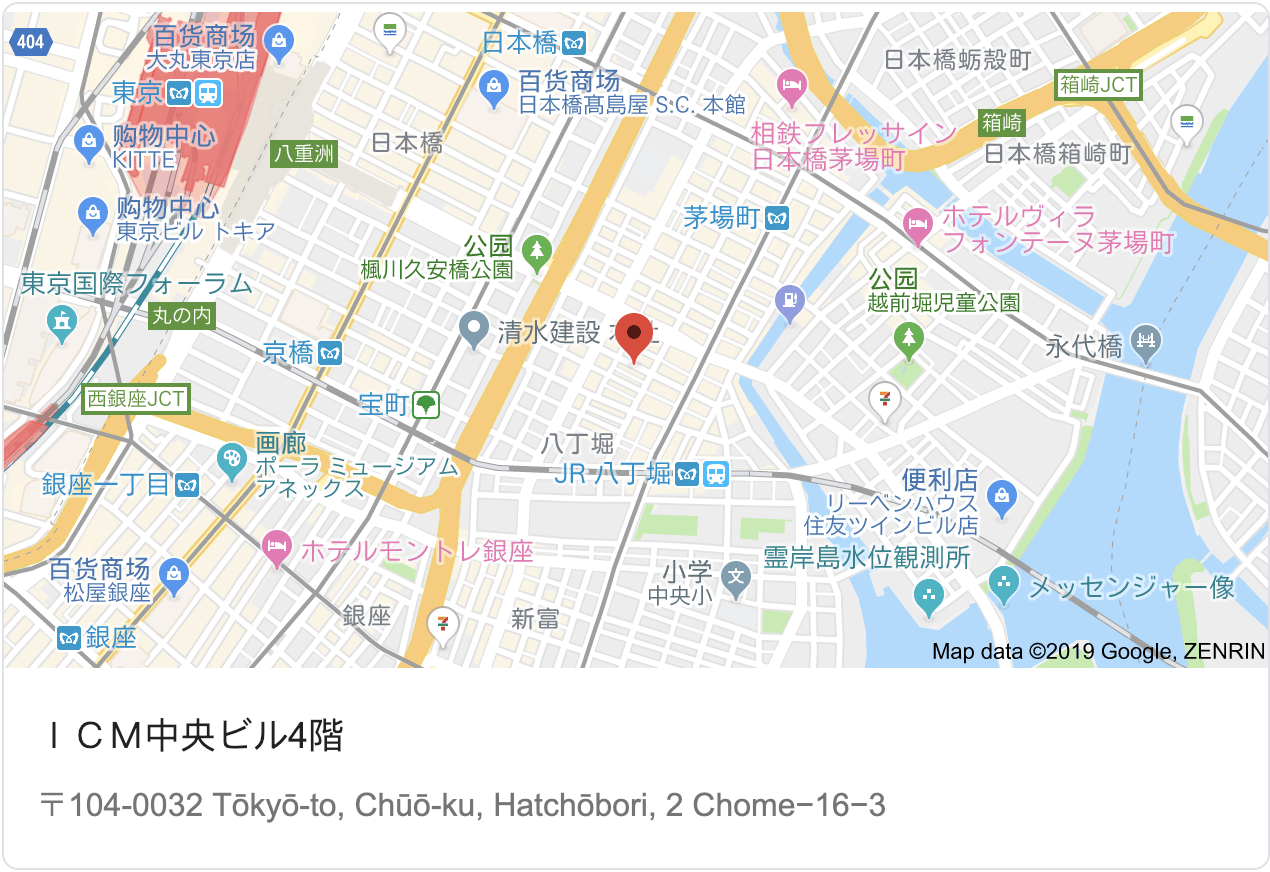 404
百货商场
大丸東京店
日本橋
日本橋蛎殻町
東京
百货商场
日本橋髙島屋 S.C. 本館
箱崎JCT
购物中心
KITTE
八重洲
日本橋
相鉄フレッサイン
日本橋茅場町
箱崎
日本橋箱崎町
购物中心
東京ビル トキア
茅場町
ホテルヴィラ
フォンテーヌ茅場町
公园
楓川久安橋公園
東京国際フォーラム
公园
越前堀児童公園
丸の内
清水建設
京橋
永代橋
西銀座JCT
宝町
画廊
ポーラ ミュージアム
アネックス
八丁堀
JR 八丁堀
銀座一丁目
便利店
リーベンハウス
住友ツインビル店
ホテルモントレ銀座
百货商场
松屋銀座
小学
中央小
文
霊岸島水位観測所
メッセンジャー像
銀座
新富
7
7
銀座
Map data ©2019 Google, ZENRIN
ＩＣＭ中央ビル4階
〒104-0032 Tōkyō-to, Chūō-ku, Hatchōbori, 2 Chome−16−3